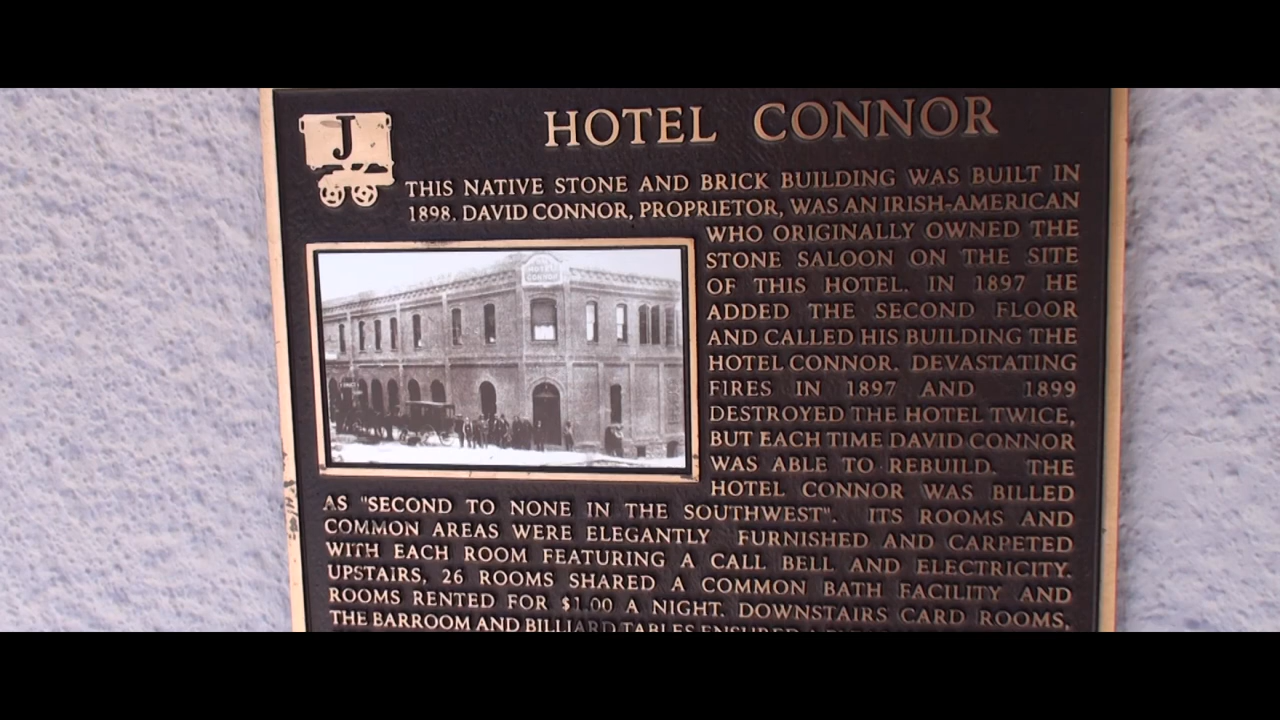 J
HOTEL CONNOR
THIS NATIVE STONE AND BRICK BUILDING WAS BUILT IN
1898. DAVID CONNOR, PROPRIETOR, WAS AN IRISH-AMERICAN
WHO ORIGINALLY OWNED THE
STONE SALOON ON THE SITE
OF THIS HOTEL. IN 1897 HE
ADDED THE SECOND FLOOR
AND CALLED HIS BUILDING THE
HOTEL CONNOR. DEVASTATING
FIRES IN 1897 AND 1899
DESTROYED THE HOTEL TWICE,
BUT EACH TIME DAVID CONNOR
WAS ABLE TO REBUILD. THE
HOTEL CONNOR WAS BILLED
HOTEL
CONNOR
AS "SECOND TO NONE IN THE SOUTHWEST". ITS ROOMS AND
COMMON AREAS WERE ELEGANTLY FURNISHED AND CARPETED
WITH EACH ROOM FEATURING A CALL BELL AND ELECTRICITY.
UPSTAIRS, 26 ROOMS SHARED A COMMON BATH FACILITY AND
ROOMS RENTED FOR $1.00 A NIGHT. DOWNSTAIRS CARD ROOMS,
THE BARROOM AND BILLIARD TABLES ENSURED